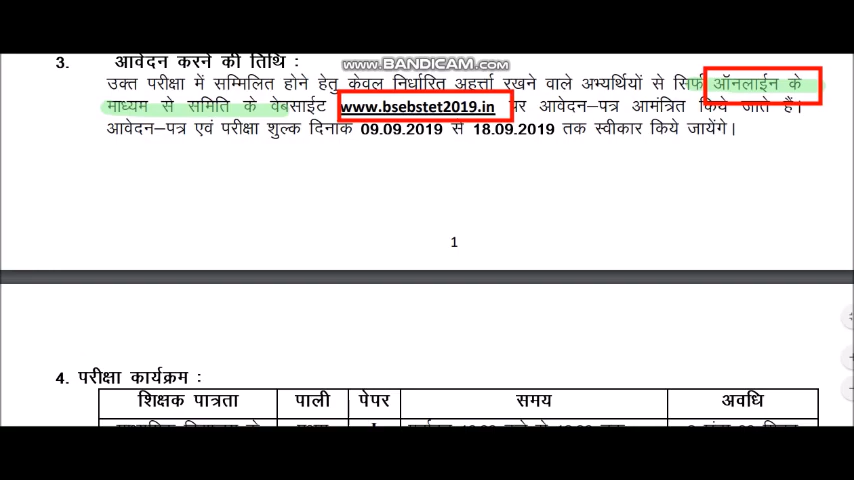 www.BANDICAM.com
3. आवेदन करने की तिथि :
उक्त परीक्षा में सम्मिलित होने हेतु केवल निर्धारित अहर्त्ता रखने वाले अभ्यर्थियों से सिर्फ ऑनलाईन के
माध्यम से समिति के वेबसाईट www.bsebstet2019.in पर आवेदन–पत्र आमंत्रित किये जाते हैं।
आवेदन–पत्र एवं परीक्षा शुल्क दिनाक 09.09.2019 से 18.09.2019 तक स्वीकार किये जायेंगे।
1
4. परीक्षा कार्यक्रम :
शिक्षक पात्रता पाली पेपर समय अवधि